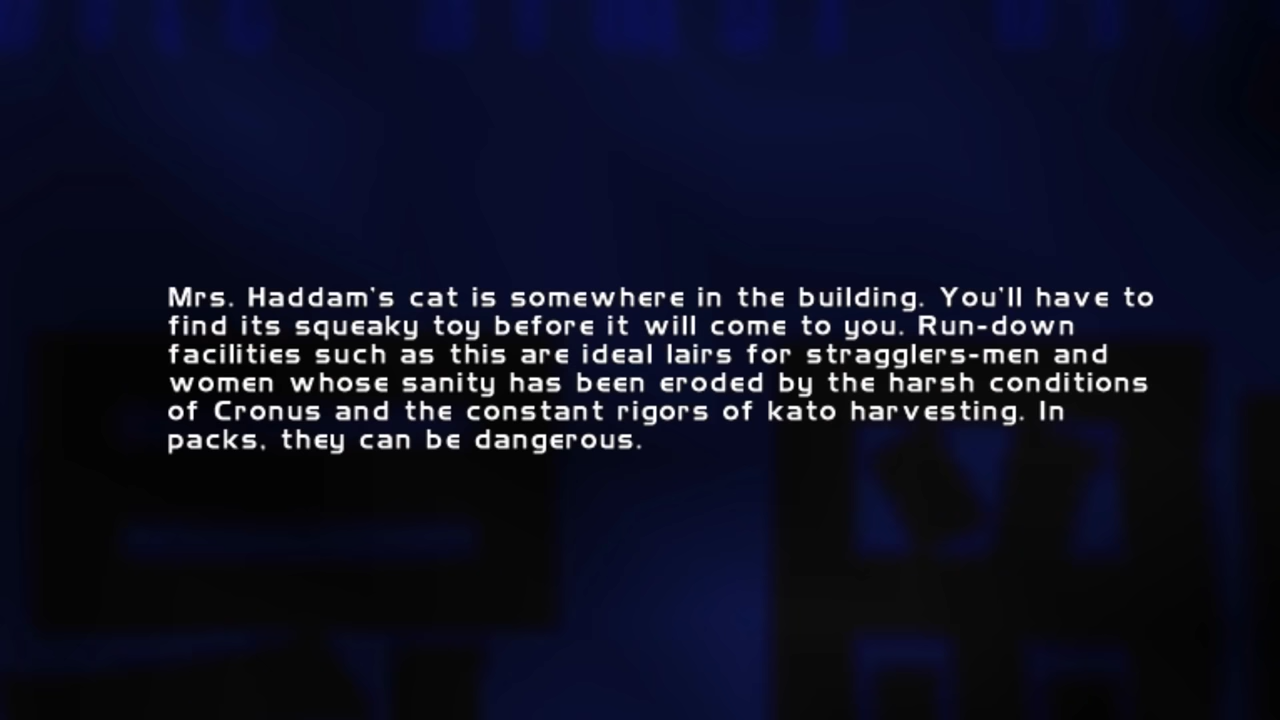 Mrs. Haddam's cat is somewhere in the building. You'll have to
find its squeaky toy before it will come to you. Run-down
facilities such as this are ideal lairs for stragglers-men and
women whose sanity has been eroded by the harsh conditions
of Cronus and the constant rigors of kato harvesting. In
packs, they can be dangerous.